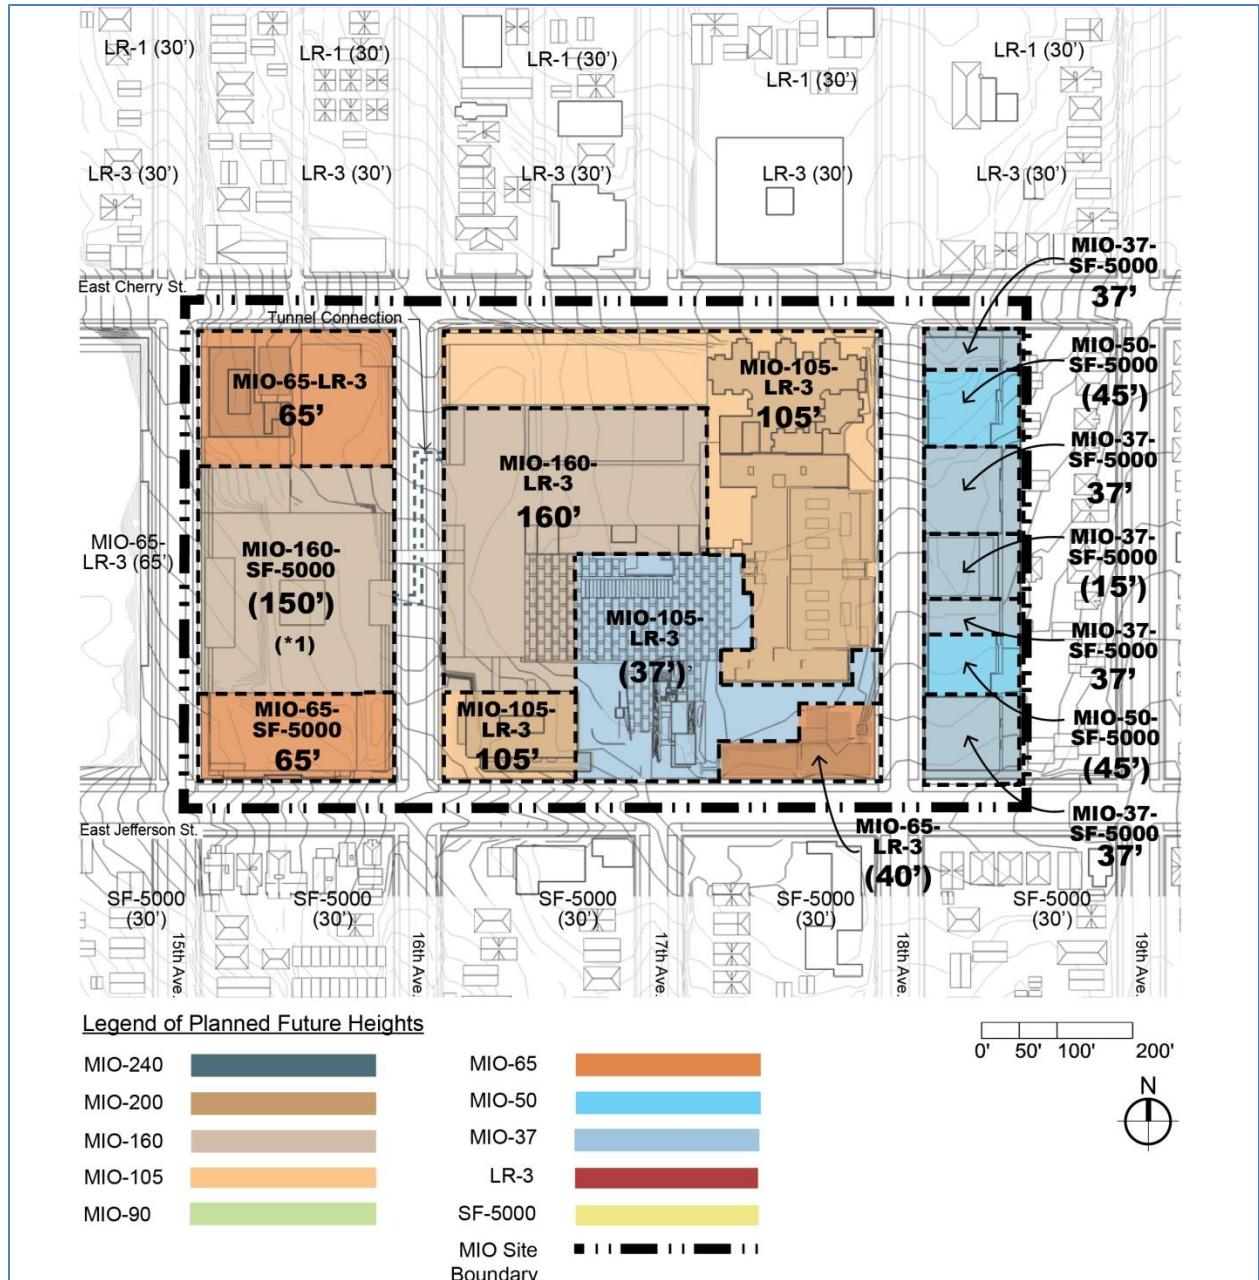 LR-1 (30')
LR-1 (30')
LR-1 (30')
LR-1 (30')
LR-1 (30')
LR-3 (30')
LR-3 (30')
LR-3 (30')
LR-3 (30')
LR-3 (30')
East Cherry St.
Tunnel Connection
MIO-65-LR-3
65'
MIO-160-
SF-5000
(150')
(*1)
MIO-65-
SF-5000
65'
MIO-65-
LR-3 (65')
MIO-160-
LR-3
160'
MIO-105-
LR-3
105'
MIO-105-
LR-3
(37')
MIO-105-
LR-3
105'
MIO-65-
LR-3
(40')
MIO-37-
SF-5000
37'
MIO-50-
SF-5000
(45')
MIO-37-
SF-5000
37'
MIO-37-
SF-5000
(15')
MIO-37-
SF-5000
37'
MIO-50-
SF-5000
(45')
MIO-37-
SF-5000
37'
East Jefferson St.
SF-5000
(30')
SF-5000
(30')
SF-5000
(30')
SF-5000
(30')
SF-5000
(30')
15th Ave.
16th Ave.
17th Ave.
18th Ave.
19th Ave.
Legend of Planned Future Heights
MIO-240
MIO-200
MIO-160
MIO-105
MIO-90
MIO-65
MIO-50
MIO-37
LR-3
SF-5000
MIO Site
Boundary
0' 50' 100' 200'
N